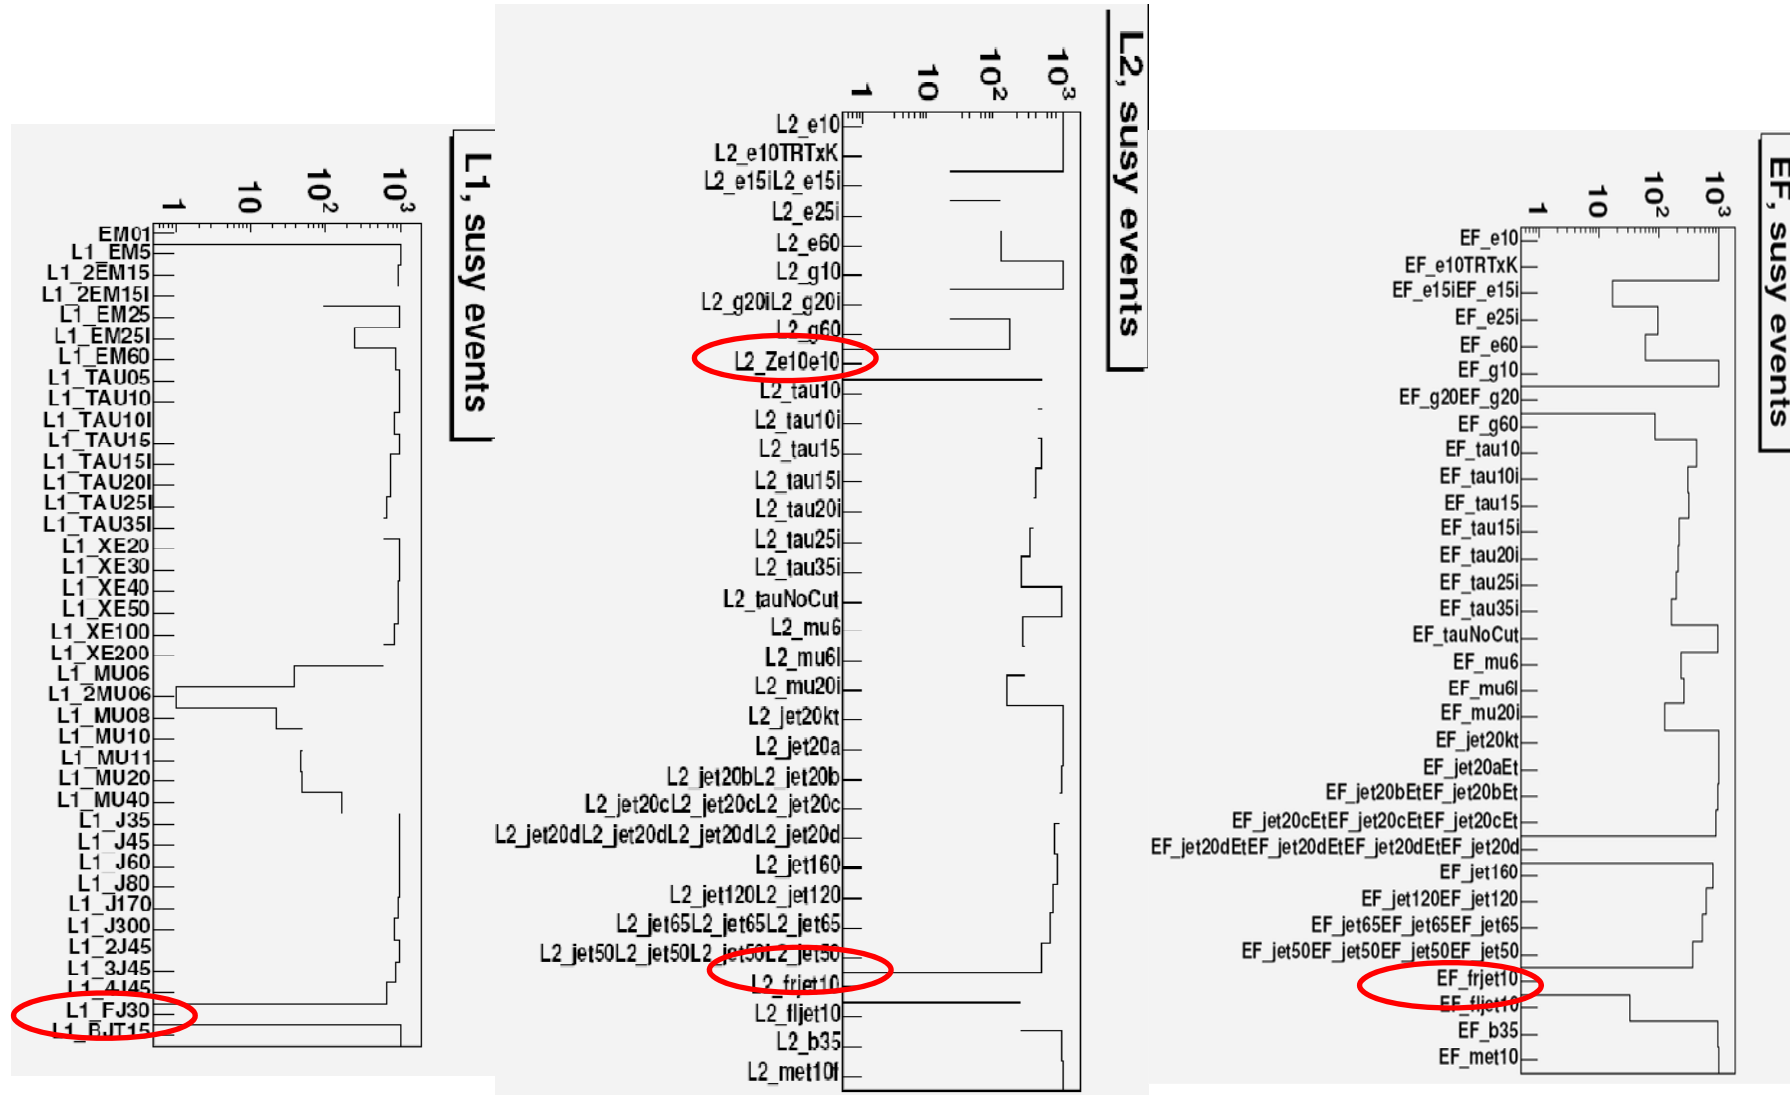 L1, susy events
1
10
10²
10³
EM01
L1_EM5
L1_2EM15
L1_2EM15I
L1_EM25
L1_EM25I
L1_EM60
L1_TAU05
L1_TAU10
L1_TAU10I
L1_TAU15
L1_TAU15I
L1_TAU20I
L1_TAU25I
L1_TAU35I
L1_XE20
L1_XE30
L1_XE40
L1_XE50
L1_XE100
L1_XE200
L1_MU06
L1_2MU06
L1_MU08
L1_MU10
L1_MU11
L1_MU20
L1_MU40
L1_J35
L1_J45
L1_J60
L1_J80
L1_J170
L1_J300
L1_2J45
L1_3J45
L1_4J45
L1_FJ30
L1_BJT15
L2, susy events
1
10
10²
10³
L2_e10
L2_e10TRTxK
L2_e15iL2_e15i
L2_e25i
L2_e60
L2_g10
L2_g20iL2_g20i
L2_g60
L2_Ze10e10
L2_tau10
L2_tau10i
L2_tau15
L2_tau15i
L2_tau20i
L2_tau25i
L2_tau35i
L2_tauNoCut
L2_mu6
L2_mu6l
L2_mu20i
L2_jet20kt
L2_jet20a
L2_jet20bL2_jet20b
L2_jet20cL2_jet20cL2_jet20c
L2_jet20dL2_jet20dL2_jet20dL2_jet20d
L2_jet160
L2_jet120L2_jet120
L2_jet65L2_jet65L2_jet65
L2_jet50L2_jet50L2_jet50L2_jet50
L2_frjet10
L2_fljet10
L2_b35
L2_met10f
EF, susy events
1
10
10²
10³
EF_e10
EF_e10TRTxK
EF_e15iEF_e15i
EF_e25i
EF_e60
EF_g10
EF_g20EF_g20
EF_g60
EF_tau10
EF_tau10i
EF_tau15
EF_tau15i
EF_tau20i
EF_tau25i
EF_tau35i
EF_tauNoCut
EF_mu6
EF_mu6l
EF_mu20i
EF_jet20kt
EF_jet20aEt
EF_jet20bEtEF_jet20bEt
EF_jet20cEtEF_jet20cEtEF_jet20cEt
EF_jet20dEtEF_jet20dEtEF_jet20dEtEF_jet20d
EF_jet160
EF_jet120EF_jet120
EF_jet65EF_jet65EF_jet65
EF_jet50EF_jet50EF_jet50EF_jet50
EF_frjet10
EF_fljet10
EF_b35
EF_met10